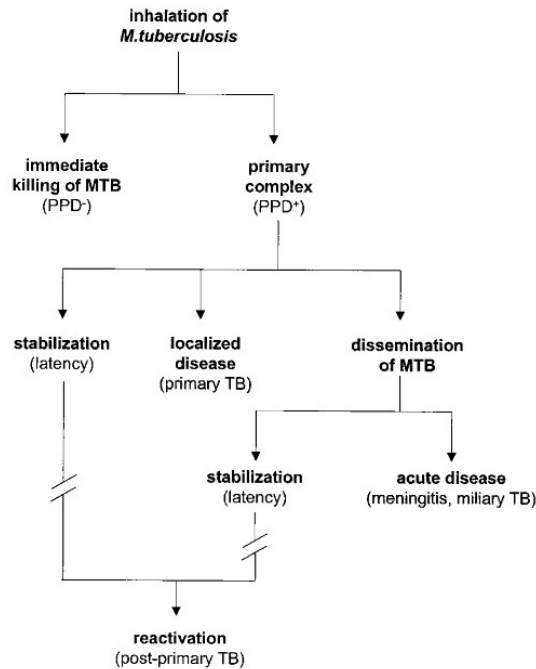 inhalation of
M.tuberculosis
immediate
killing of MTB
(PPD-)
primary
complex
(PPD+)
stabilization
(latency)
localized
disease
(primary TB)
dissemination
of MTB
stabilization
(latency)
acute disease
(meningitis, miliary TB)
reactivation
(post-primary TB)